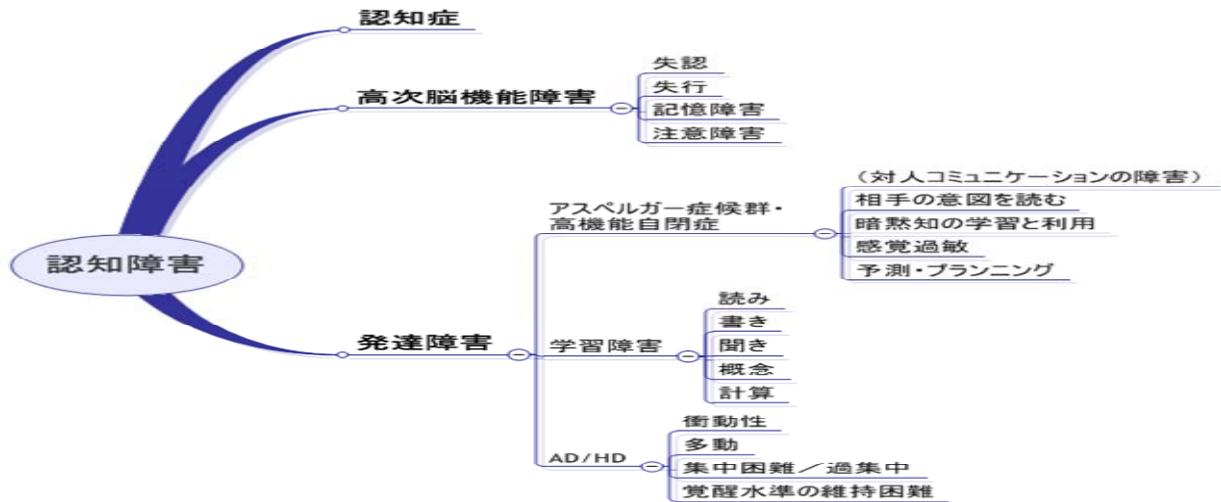 認知障害
認知症
高次脳機能障害
失認
失行
記憶障害
注意障害
発達障害
アスペルガー症候群・
高機能自閉症
（対人コミュニケーションの障害）
相手の意図を読む
暗黙知の学習と利用
感覚過敏
予測・プランニング
学習障害
読み
書き
聞き
概念
計算
AD/HD
衝動性
多動
集中困難／過集中
覚醒水準の維持困難